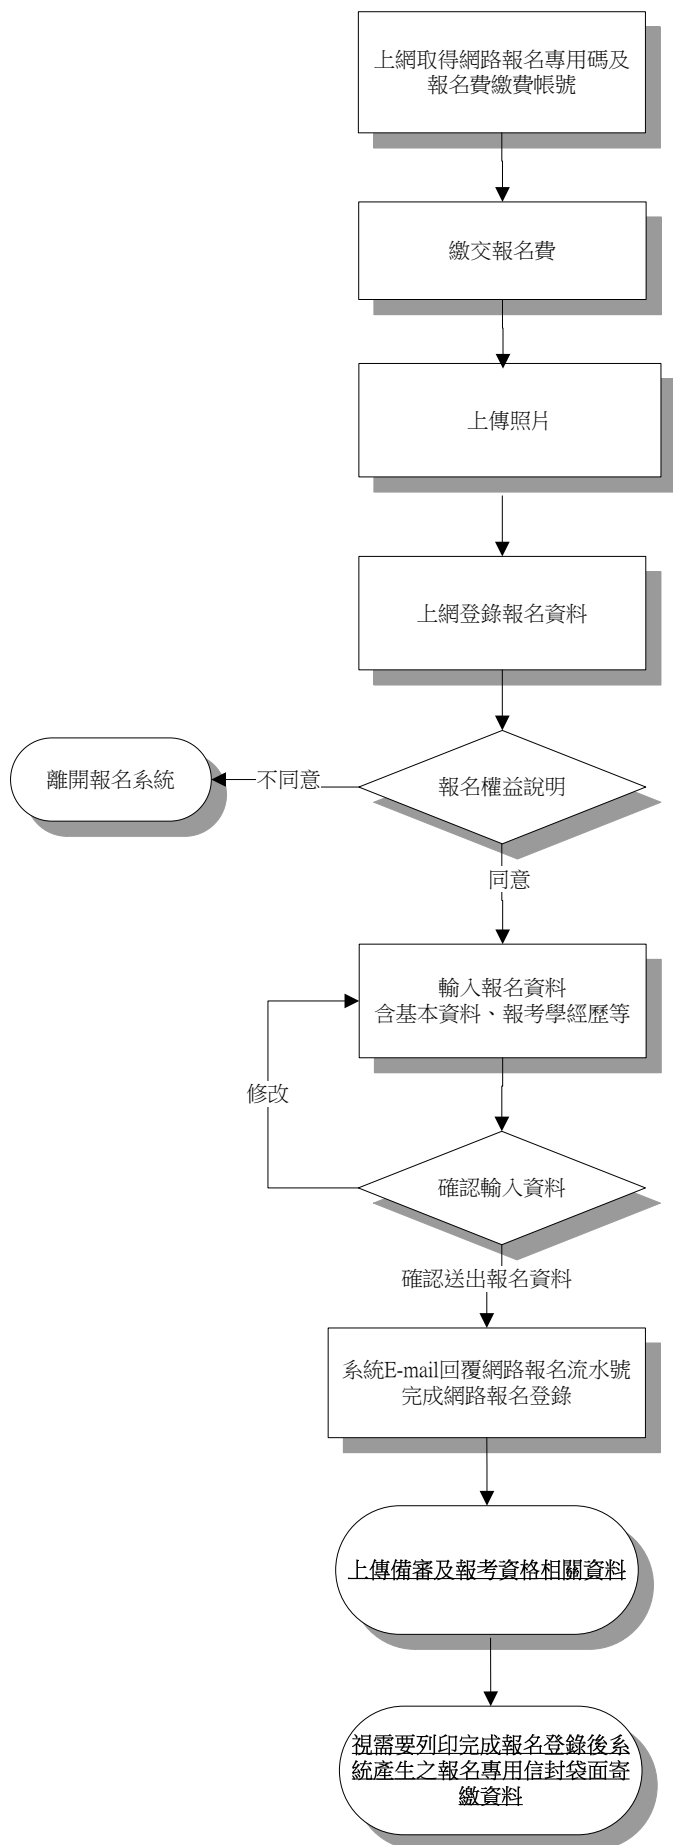 上網取得網路報名專用碼及
報名費繳費帳號
繳交報名費
上傳照片
上網登錄報名資料
離開報名系統
不同意
報名權益說明
同意
輸入報名資料
含基本資料、報考學經歷等
修改
確認輸入資料
確認送出報名資料
系統E-mail回覆網路報名流水號
完成網路報名登錄
上傳備審及報考資格相關資料
視需要列印完成報名登錄後系
統產生之報名專用信封袋面寄
繳資料